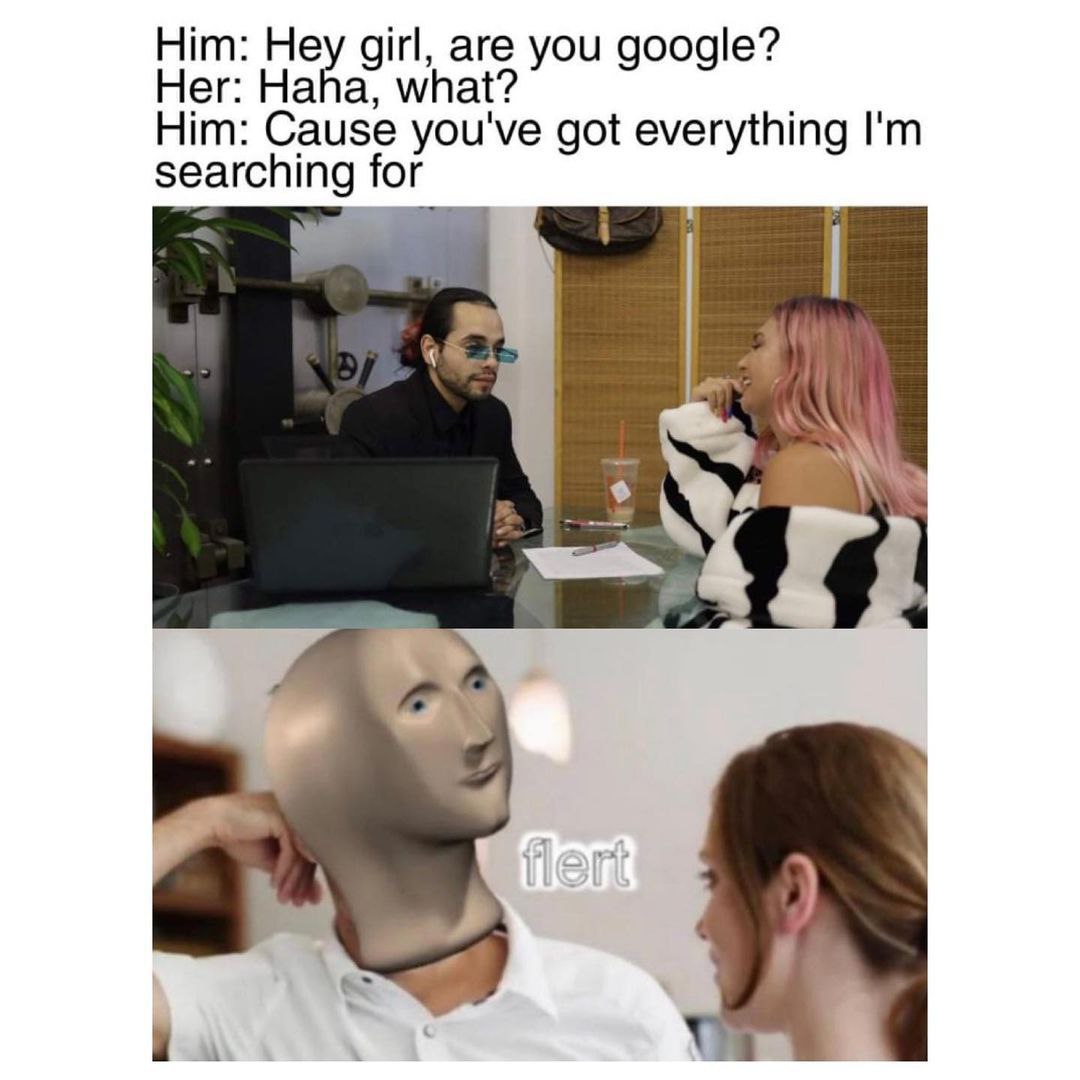 Him: Hey girl, are you google?
Her: Haha, what?
Him: Cause you've got everything I'm
searching for
flert